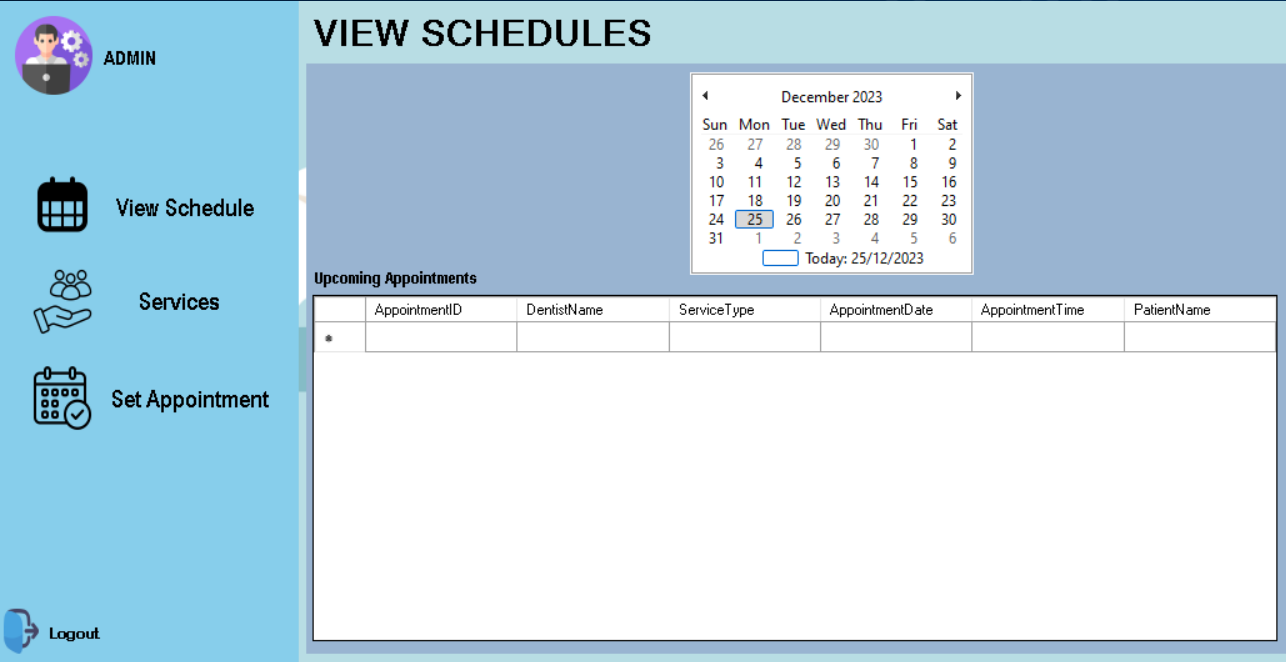 ADMIN
VIEW SCHEDULES
View Schedule
Services
Set Appointment
Logout
December 2023
Sun Mon Tue Wed Thu Fri Sat
26 27 28 29 30 1 2
3 4 5 6 7 8 9
10 11 12 13 14 15 16
17 18 19 20 21 22 23
24 25 26 27 28 29 30
31 1 2 3 4 5 6
Today: 25/12/2023
Upcoming Appointments
AppointmentID DentistName ServiceType AppointmentDate AppointmentTime PatientName
*